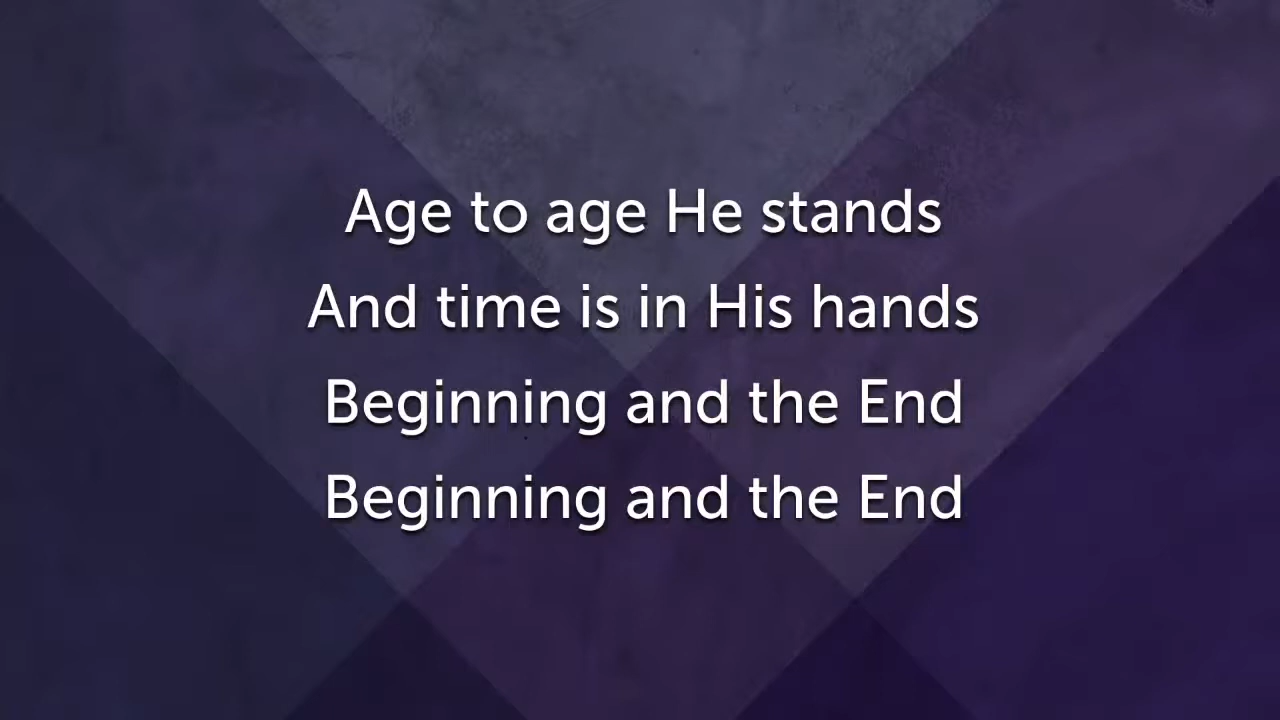 Age to age He stands
And time is in His hands
Beginning and the End
Beginning and the End